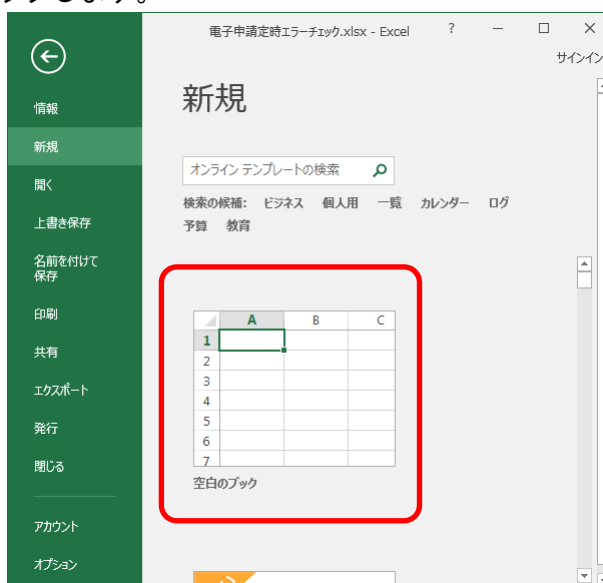 クします。
電子申請定時エラーチェック.xlsx - Excel
?
サインイン
情報
新規
開く
上書き保存
名前を付けて
保存
印刷
共有
エクスポート
発行
閉じる
アカウント
オプション
新規
オンライン テンプレートの検索
検索の候補: ビジネス 個人用 一覧 カレンダー ログ
予算 教育
A B C
1
2
3
4
5
6
7
空白のブック